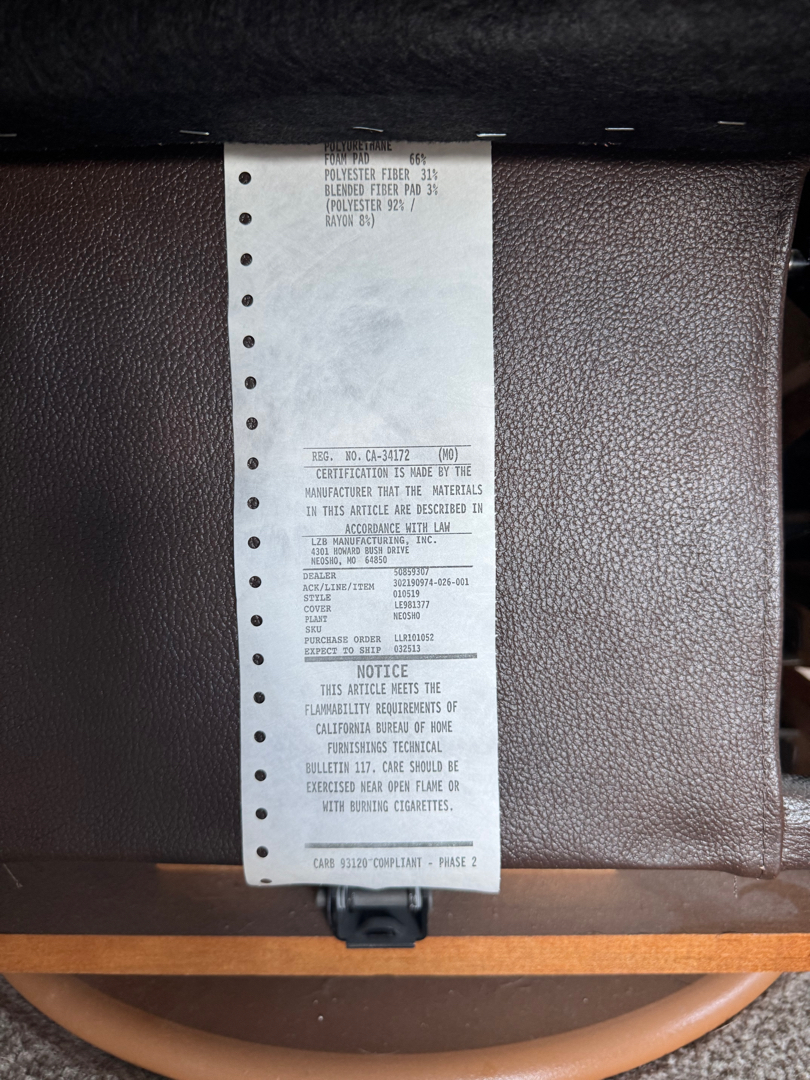 POLYURETHANE
FOAM PAD 66%
POLYESTER FIBER 31%
BLENDED FIBER PAD 3%
(POLYESTER 92% /
RAYON 8%)
REG. NO. CA-34172 (MO)
CERTIFICATION IS MADE BY THE
MANUFACTURER THAT THE MATERIALS
IN THIS ARTICLE ARE DESCRIBED IN
ACCORDANCE WITH LAW
LZB MANUFACTURING, INC.
4301 HOWARD BUSH DRIVE
NEOSHO, MO 64850
DEALER 50859307
ACK/LINE/ITEM 302190974-026-001
STYLE 010519
COVER LE981377
PLANT NEOSHO
SKU
PURCHASE ORDER LLR101052
EXPECT TO SHIP 032513
NOTICE
THIS ARTICLE MEETS THE
FLAMMABILITY REQUIREMENTS OF
CALIFORNIA BUREAU OF HOME
FURNISHINGS TECHNICAL
BULLETIN 117. CARE SHOULD BE
EXERCISED NEAR OPEN FLAME OR
WITH BURNING CIGARETTES.
CARB 93120 COMPLIANT - PHASE 2